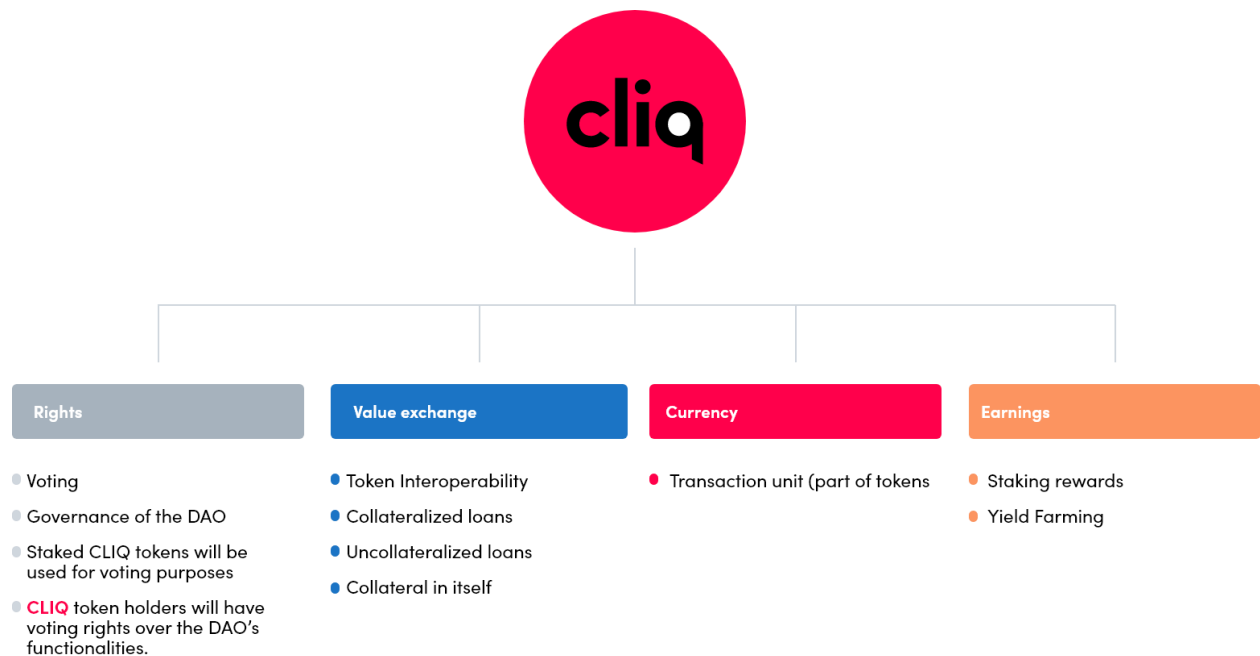 cliq
Rights
Voting
Governance of the DAO
Staked CLIQ tokens will be
used for voting purposes
CLIQ token holders will have
voting rights over the DAO's
functionalities.
Value exchange
Token Interoperability
Collateralized loans
Uncollateralized loans
Collateral in itself
Currency
Transaction unit (part of tokens
Earnings
Staking rewards
Yield Farming